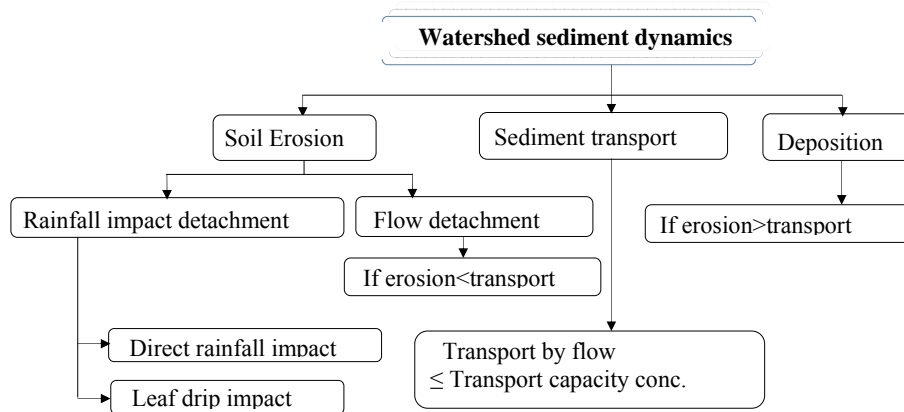 Watershed sediment dynamics
Soil Erosion
Sediment transport
Deposition
Rainfall impact detachment
Flow detachment
If erosion>transport
If erosion<transport
Direct rainfall impact
Transport by flow
≤ Transport capacity conc.
Leaf drip impact